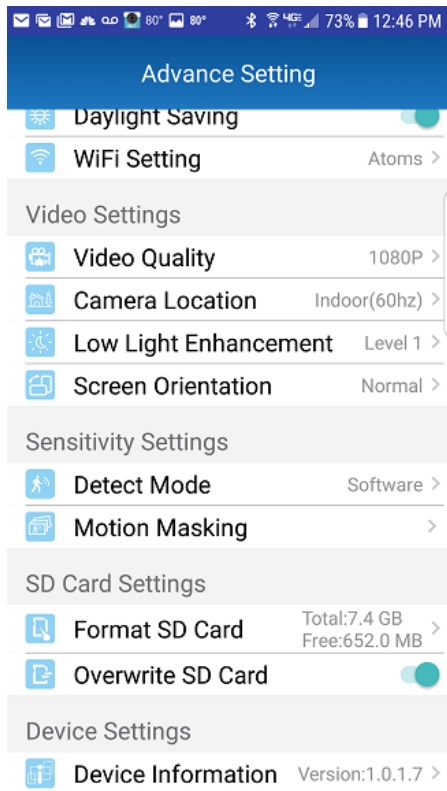 80° 80° 4GE 73% 12:46 PM
Advance Setting
Daylight Saving
WiFi Setting Atoms
Video Settings
Video Quality 1080P
Camera Location Indoor(60hz)
Low Light Enhancement Level 1
Screen Orientation Normal
Sensitivity Settings
Detect Mode Software
Motion Masking
SD Card Settings
Format SD Card Total:7.4 GB
Free:652.0 MB
Overwrite SD Card
Device Settings
Device Information Version:1.0.1.7